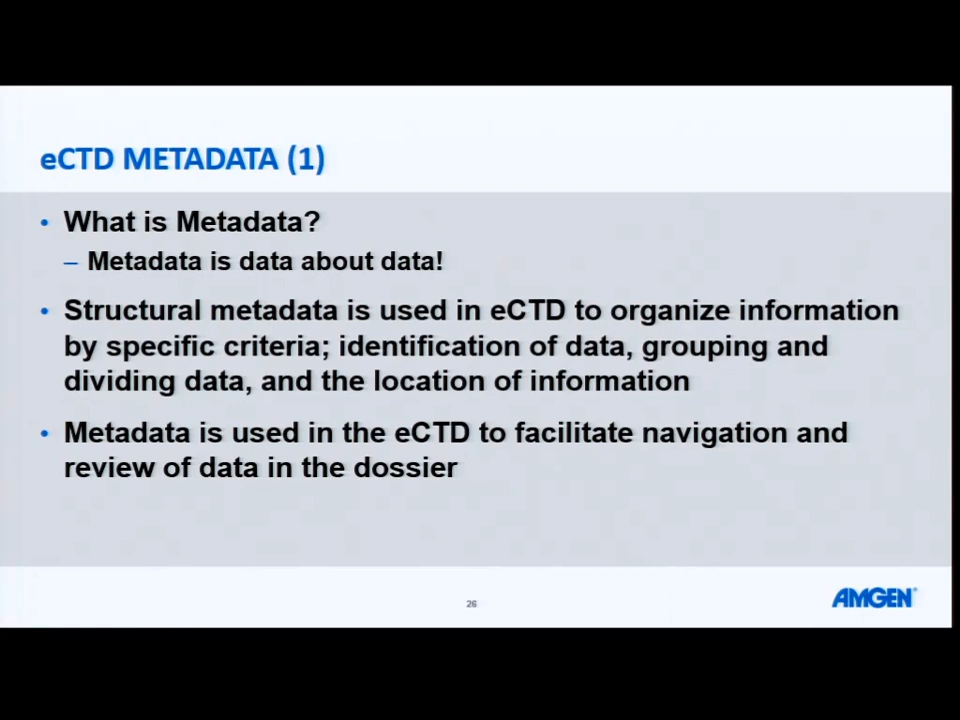 eCTD METADATA (1)
• What is Metadata?
– Metadata is data about data!
• Structural metadata is used in eCTD to organize information
by specific criteria; identification of data, grouping and
dividing data, and the location of information
• Metadata is used in the eCTD to facilitate navigation and
review of data in the dossier
26
AMGEN®